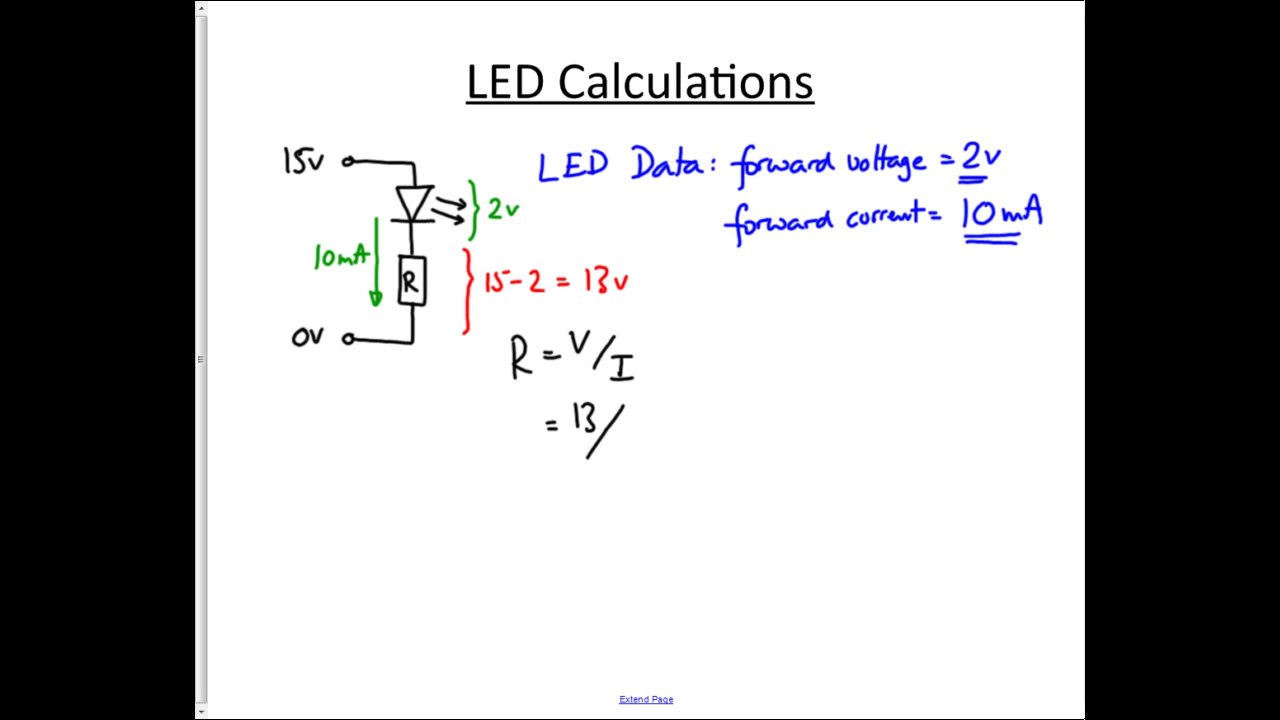 LED Calculations
15v
LED Data: forward voltage = 2v
2v
forward current = 10mA
10mA
R
15-2 = 13v
0v
R = V/I
= 13/
Extend Page